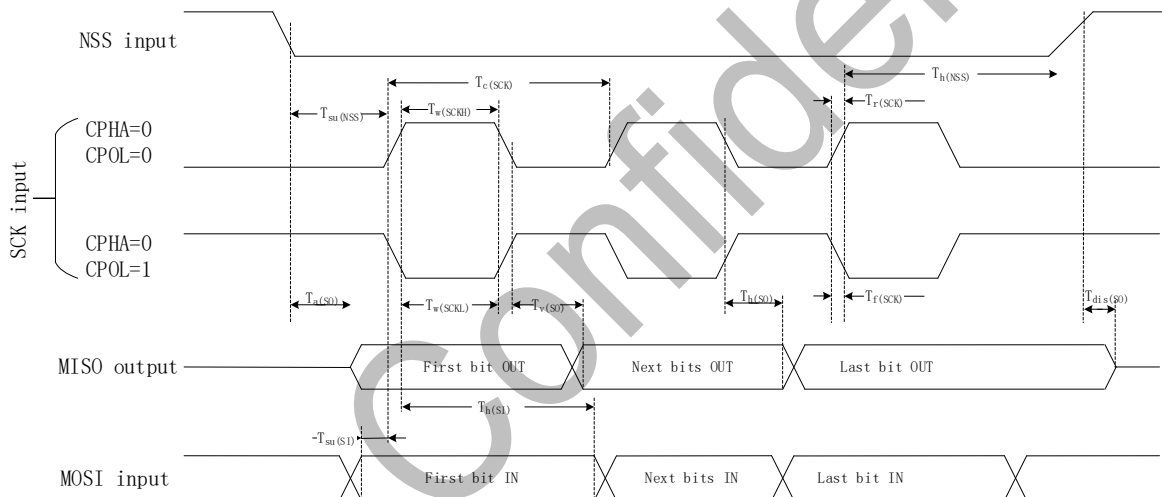 NSS input
Tc(SCK)
Th(NSS)
Tsu(NSS)
Tw(SCKH)
Tr(SCK)
SCK input
CPHA=0
CPOL=0
CPHA=0
CPOL=1
Ta(SO)
Tw(SCKL)
Tv(SO)
Th(SO)
Tf(SCK)
Tdis(SO)
MISO output
First bit OUT
Next bits OUT
Last bit OUT
Th(SI)
Tsu(SI)
MOSI input
First bit IN
Next bits IN
Last bit IN